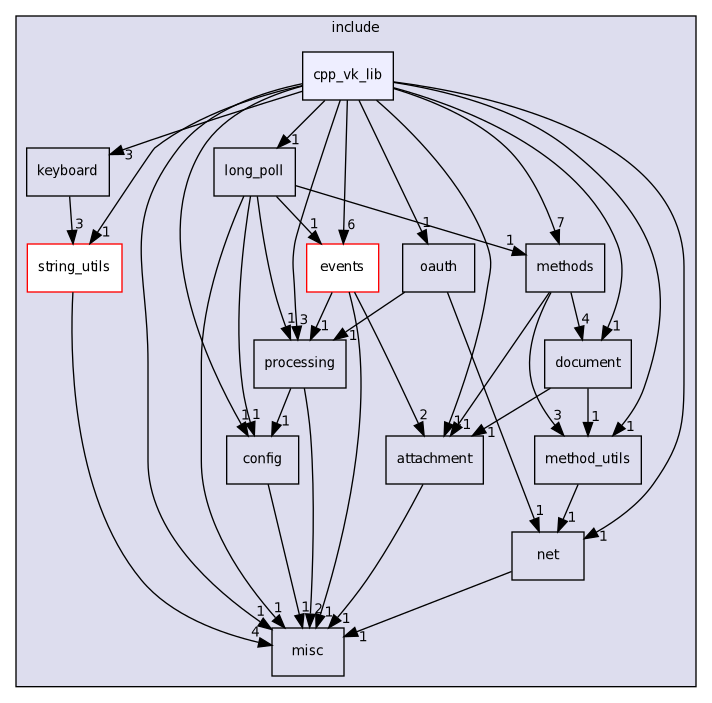 include
cpp_vk_lib
1
3
keyboard
long_poll
3
1
1
6
1
1
7
string_utils
events
oauth
methods
1
3
1
1
4
1
processing
document
1
1
1
2
1
1
1
3
1
1
config
attachment
method_utils
1
1
1
net
4
1
1
1
2
1
1
1
misc